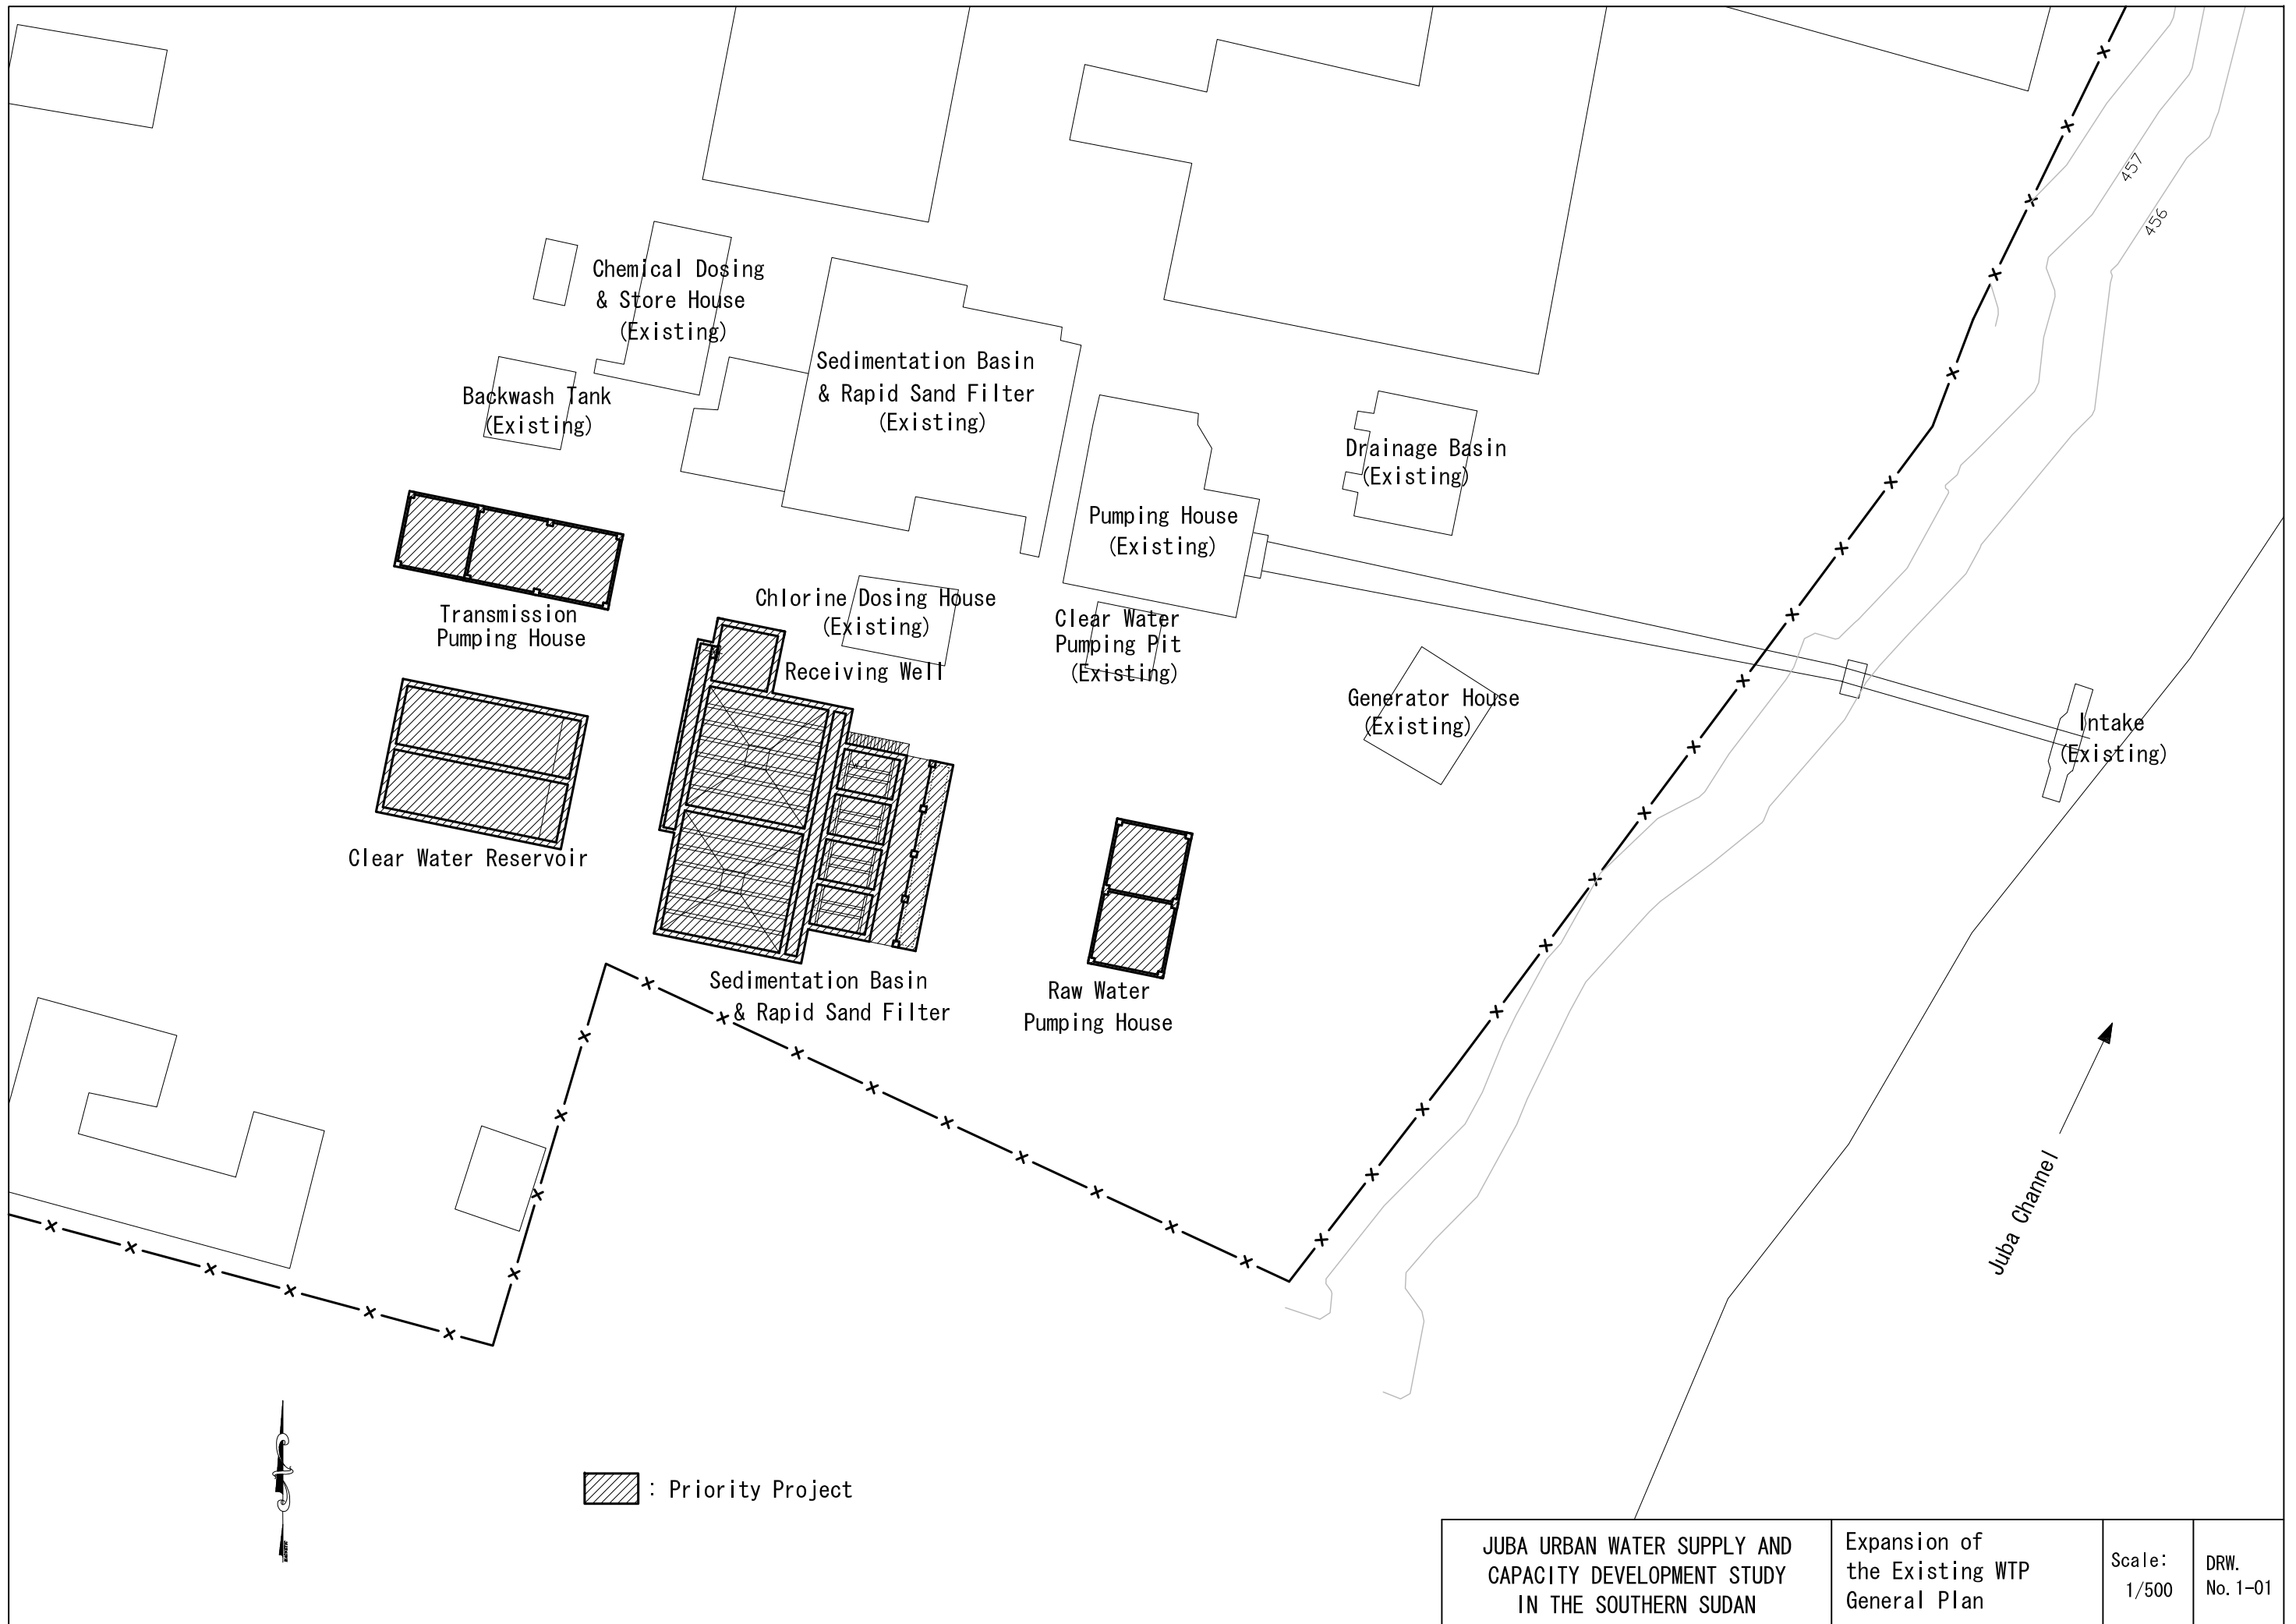 457
456
Chemical Dosing
& Store House
(Existing)
Sedimentation Basin
& Rapid Sand Filter
(Existing)
Backwash Tank
(Existing)
Drainage Basin
(Existing)
Pumping House
(Existing)
Transmission
Pumping House
Chlorine Dosing House
(Existing)
Clear Water
Pumping Pit
(Existing)
Receiving Well
Generator House
(Existing)
Intake
(Existing)
Clear Water Reservoir
Sedimentation Basin
& Rapid Sand Filter
Raw Water
Pumping House
Juba Channel
: Priority Project
JUBA URBAN WATER SUPPLY AND
CAPACITY DEVELOPMENT STUDY
IN THE SOUTHERN SUDAN
Expansion of
the Existing WTP
General Plan
Scale:
1/500
DRW.
No.1-01